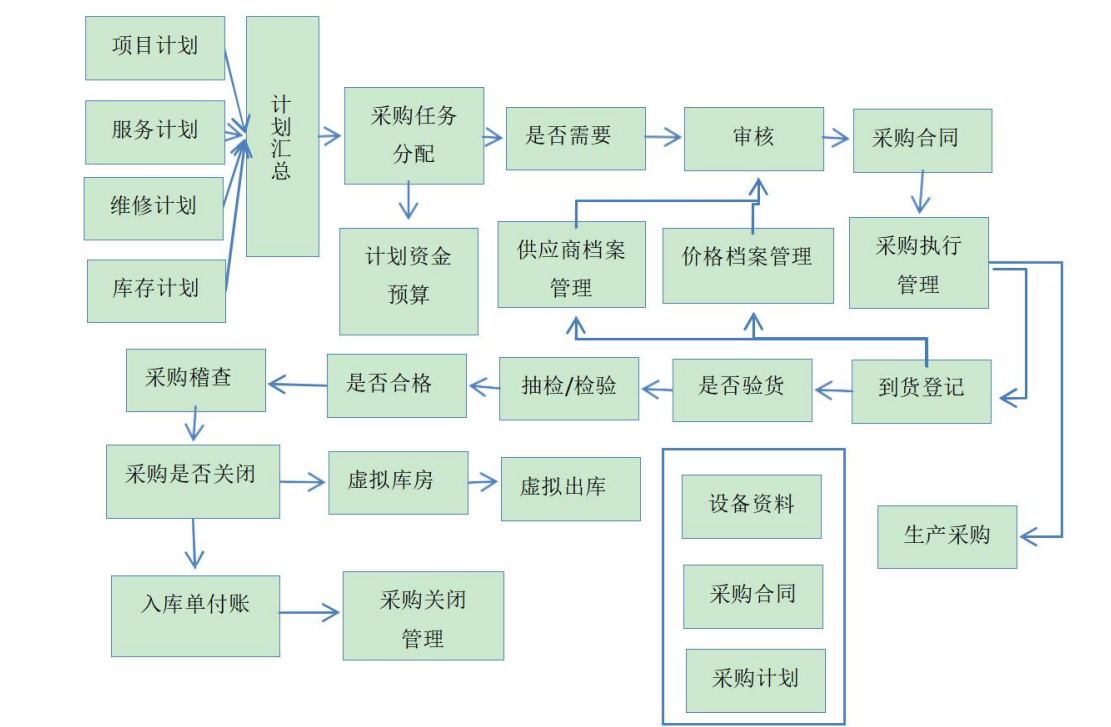 项目计划
服务计划
维修计划
库存计划
计划汇总
采购任务
分配
是否需要
审核
采购合同
计划资金
预算
供应商档案
管理
价格档案管理
采购执行
管理
采购稽查
是否合格
抽检/检验
是否验货
到货登记
采购是否关闭
虚拟库房
虚拟出库
设备资料
采购合同
采购计划
生产采购
入库单付账
采购关闭
管理